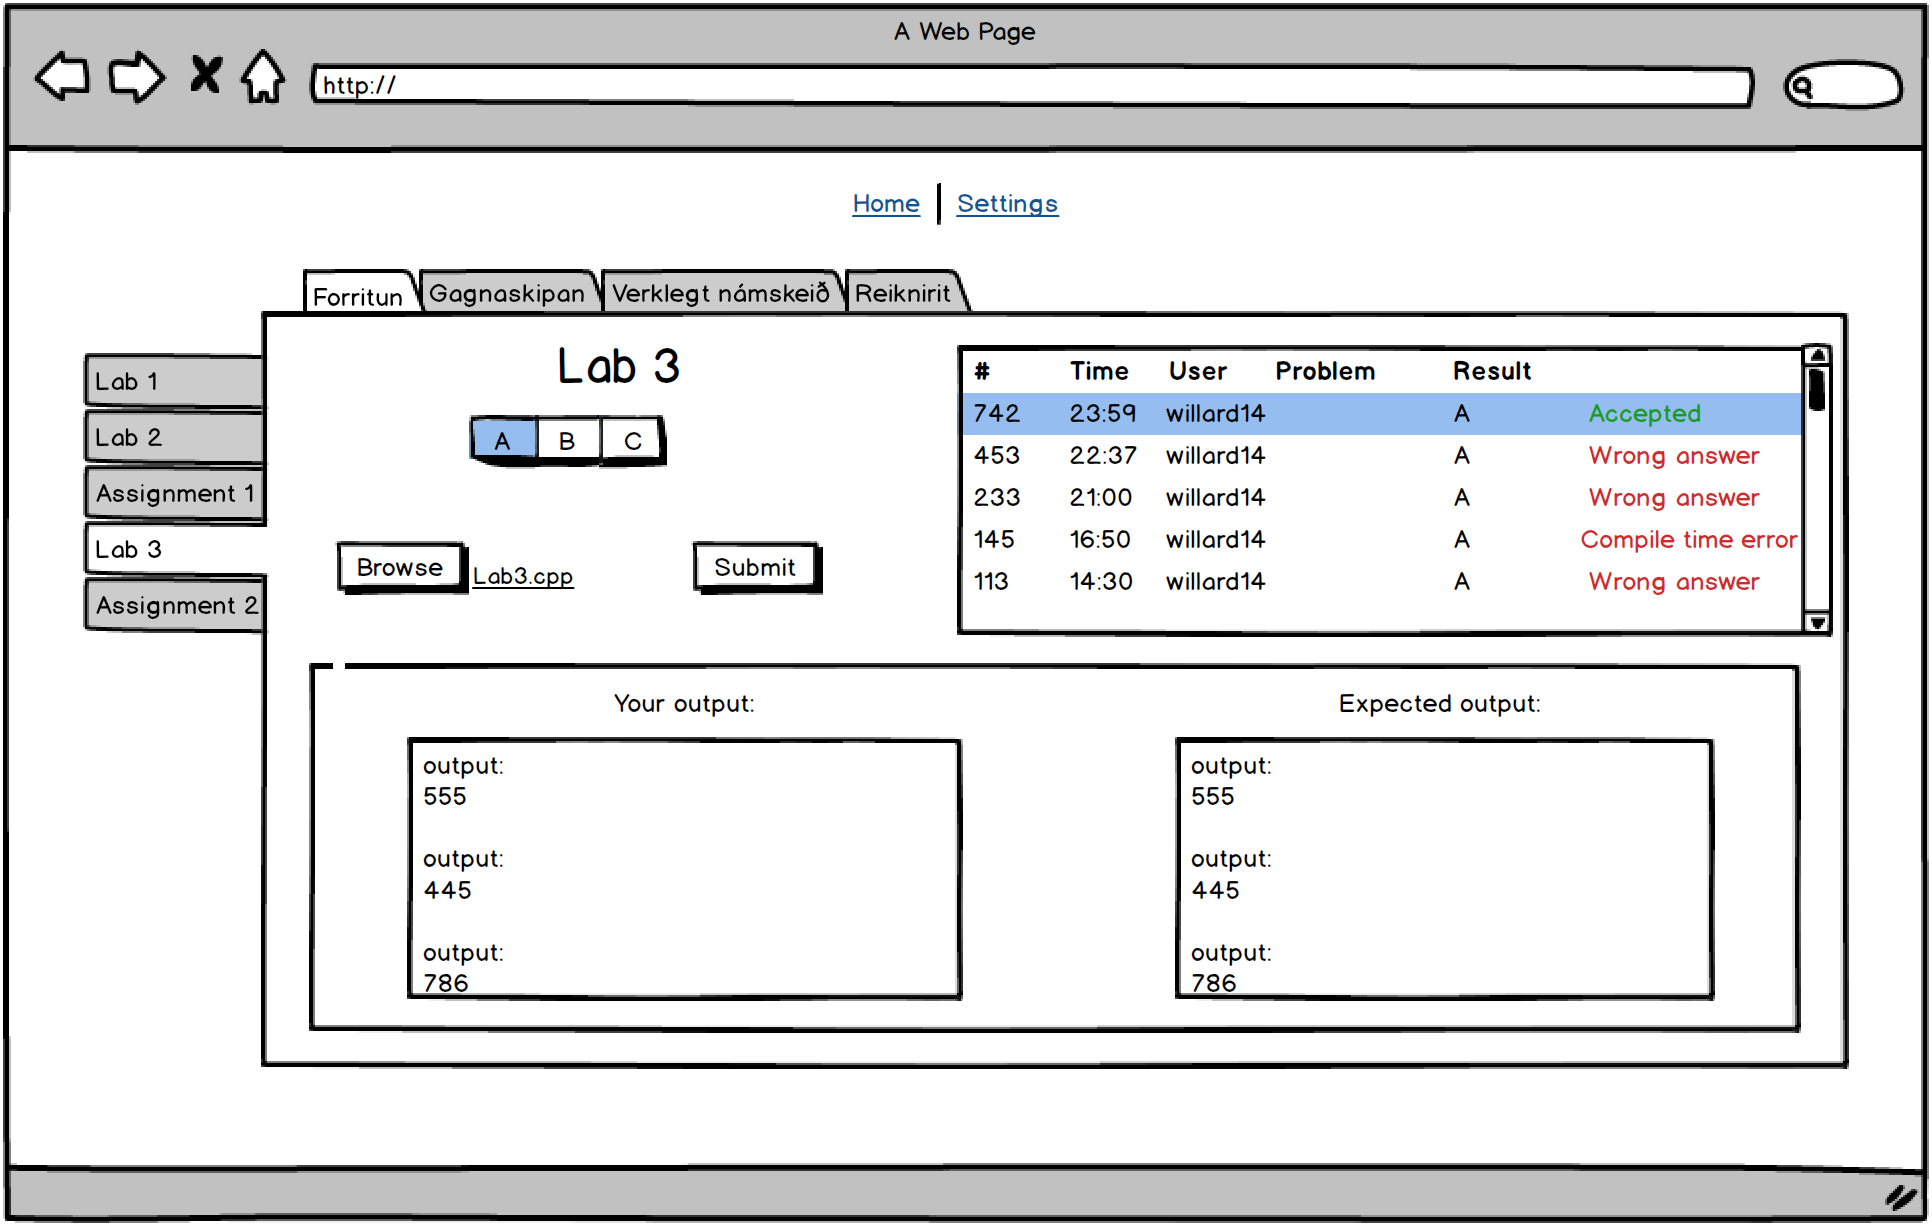 A Web Page
http://
Home Settings
Forritun Gagnaskipan Verklegt námskeið Reiknirit
Lab 1
Lab 2
Assignment 1
Lab 3
Assignment 2
Lab 3
A B C
Browse Lab3.cpp Submit
# Time User Problem Result
742 23:59 willard14 A Accepted
453 22:37 willard14 A Wrong answer
233 21:00 willard14 A Wrong answer
145 16:50 willard14 A Compile time error
113 14:30 willard14 A Wrong answer
Your output:
output:
555
output:
445
output:
786
Expected output:
output:
555
output:
445
output:
786